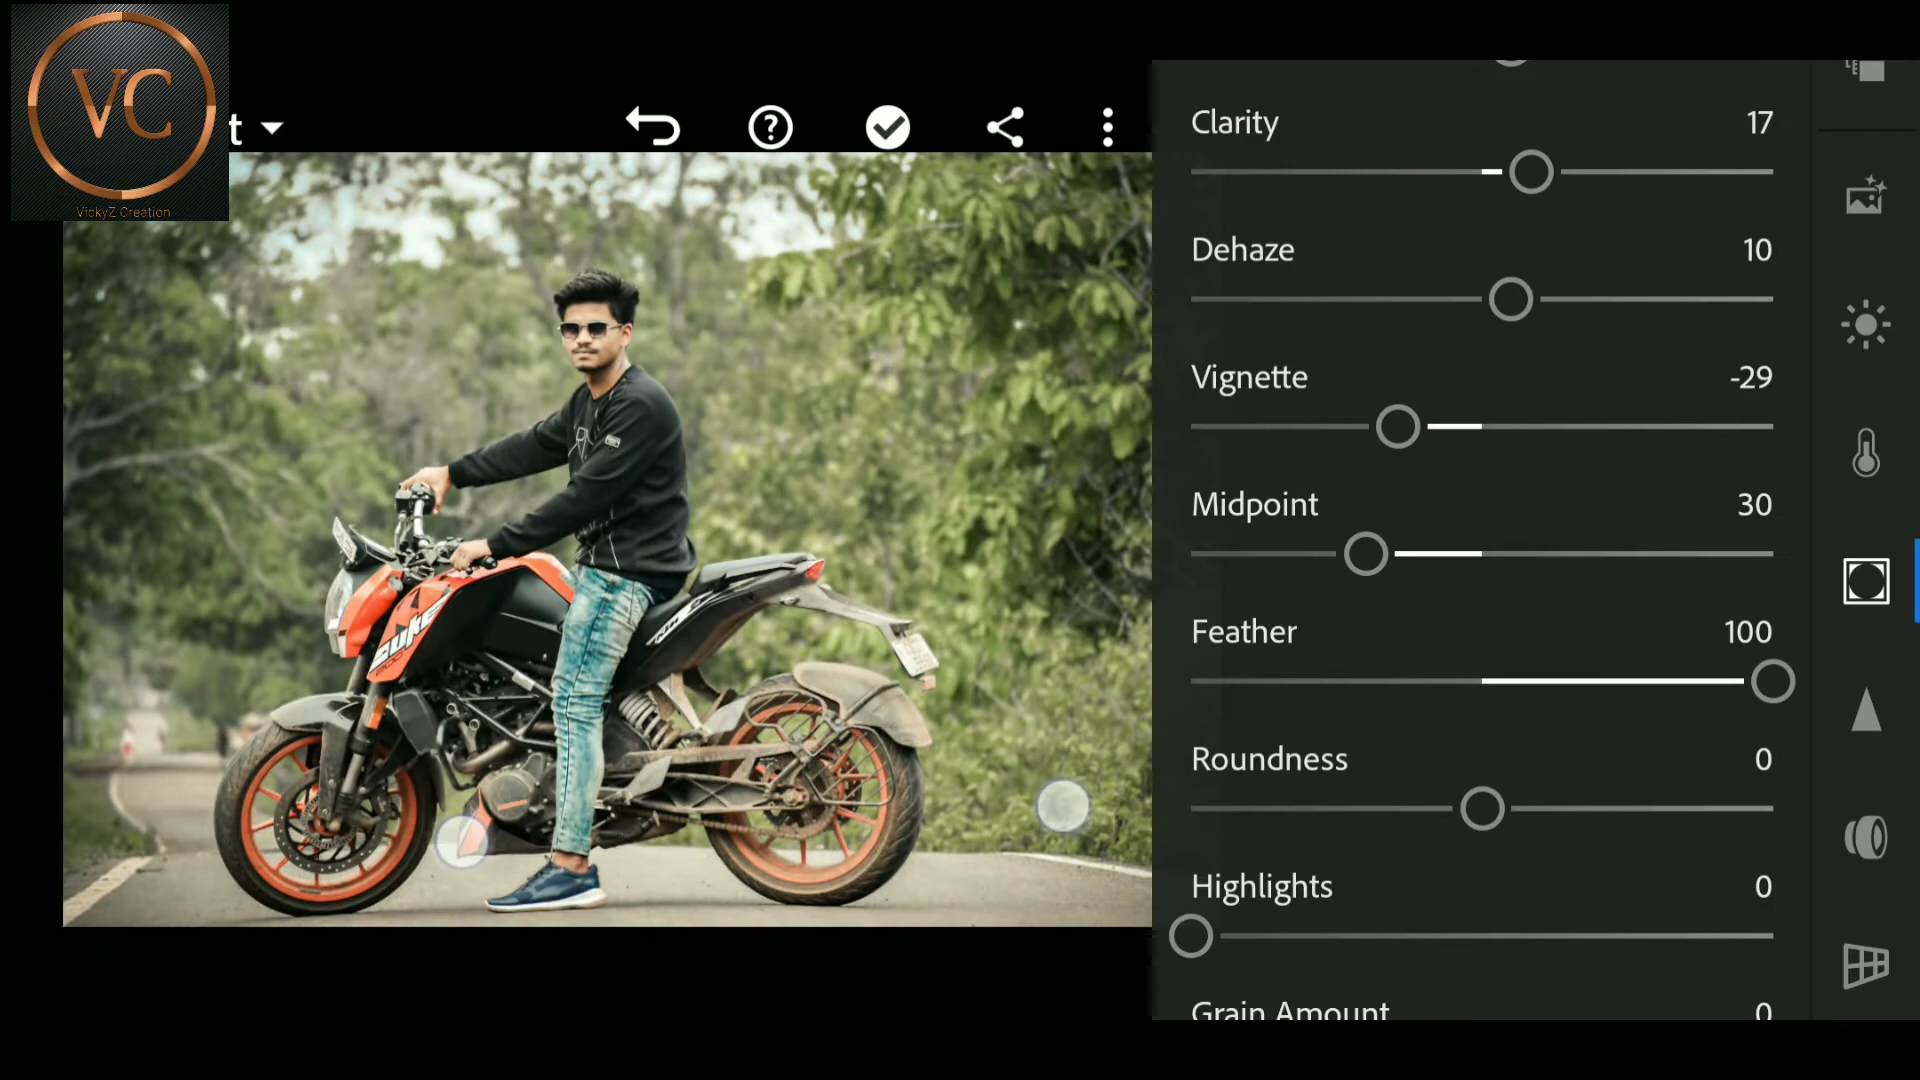 VC
VickyZ Creation
t
Clarity 17
Dehaze 10
Vignette -29
Midpoint 30
Feather 100
Roundness 0
Highlights 0
Grain Amount 0
DUKE